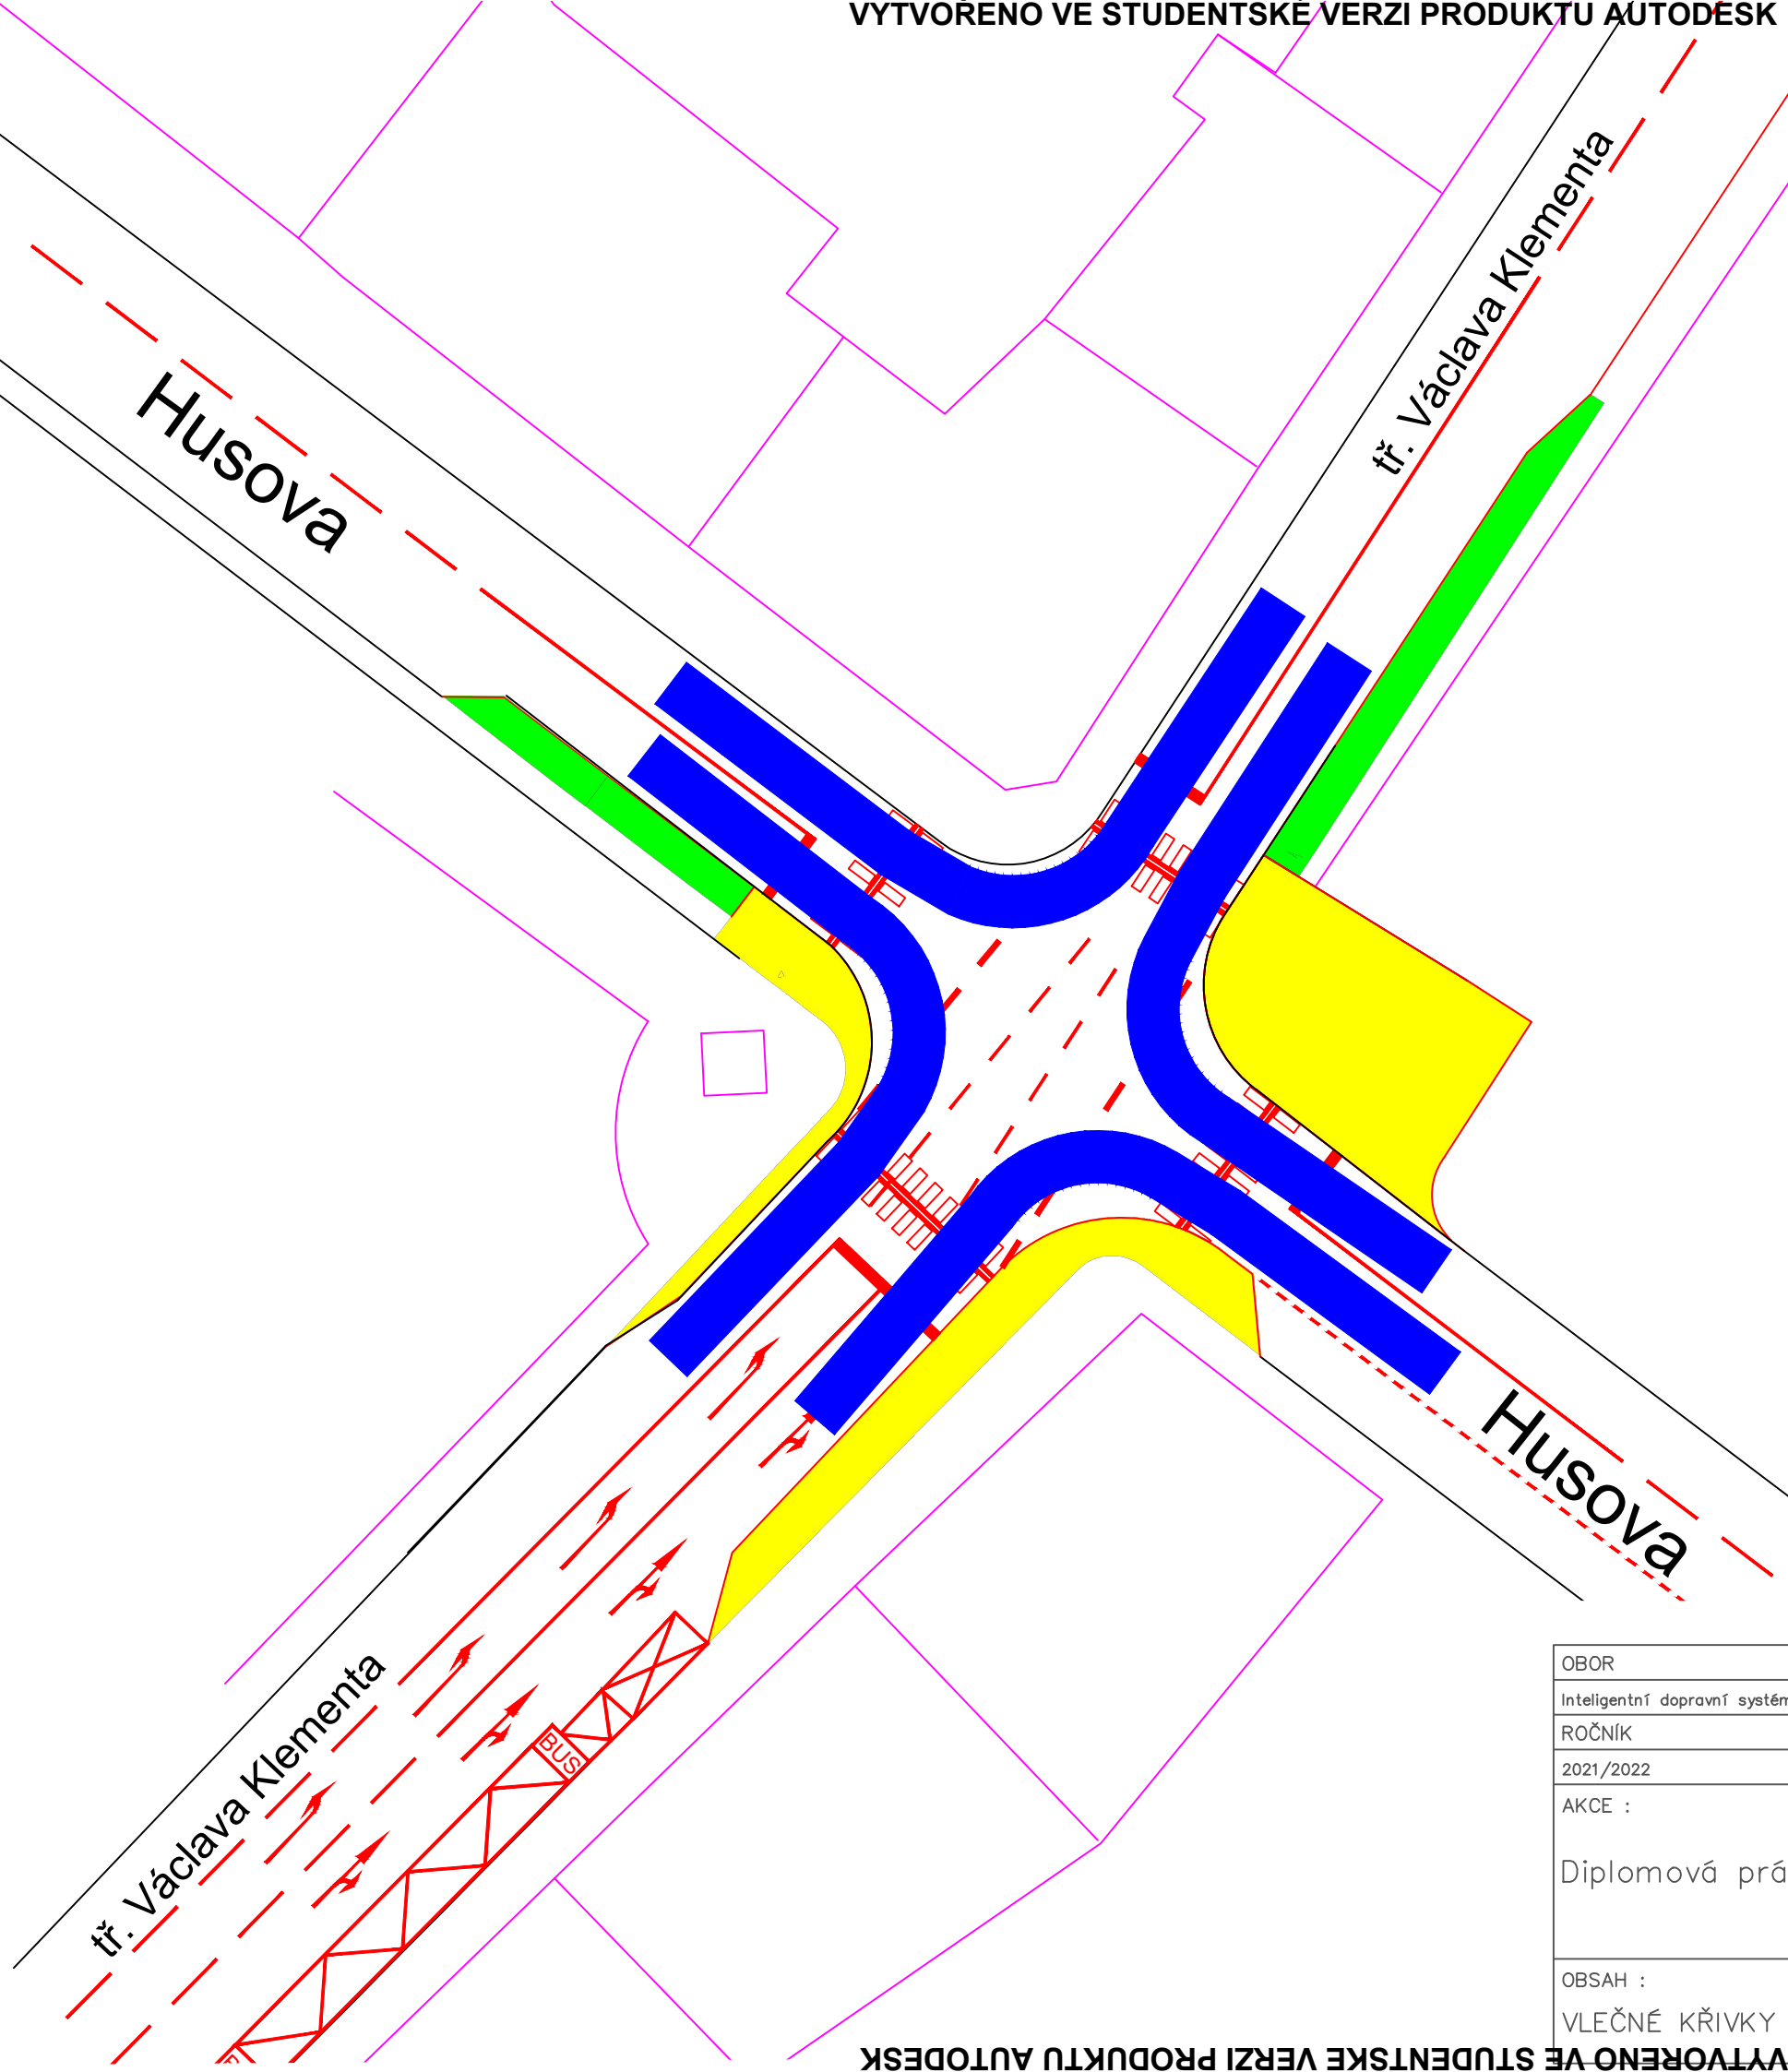 VYTVOŘENO VE STUDENTSKÉ VERZI PRODUKTU AUTODESK
tř. Václava Klementa
Husova
Husova
tř. Václava Klementa
BUS
OBOR
Inteligentní dopravní systém
ROČNÍK
2021/2022
AKCE :
Diplomová prá
OBSAH :
VLEČNÉ KŘIVKY
VYTVOŘENO VE STUDENTSKÉ VERZI PRODUKTU AUTODESK